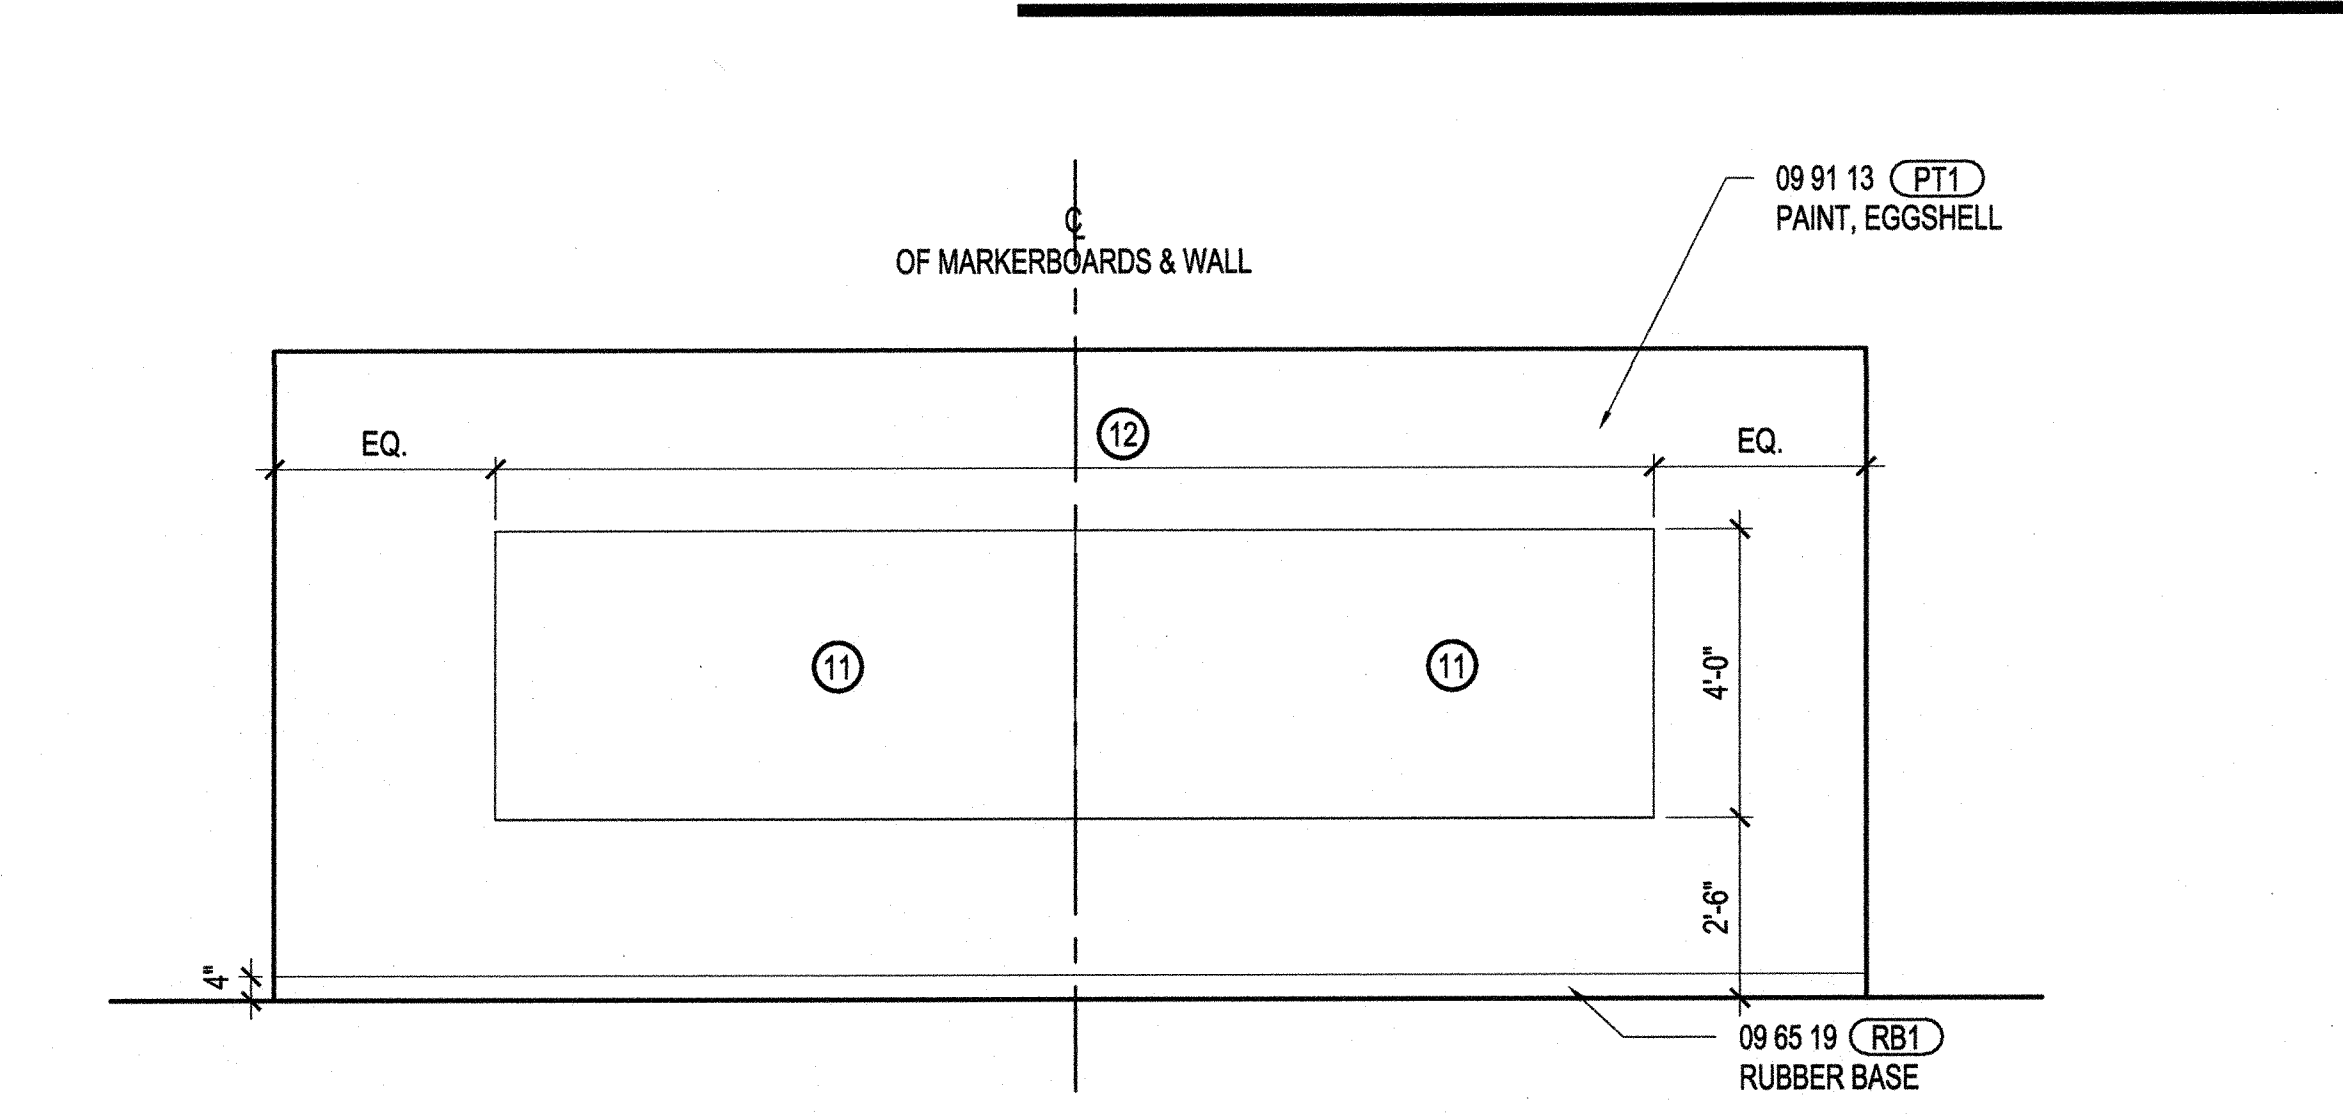 09 91 13 PT1
PAINT, EGGSHELL
℄
OF MARKERBOARDS & WALL
12
EQ.
EQ.
11
11
4'-0"
2'-6"
4"
09 65 19 RB1
RUBBER BASE